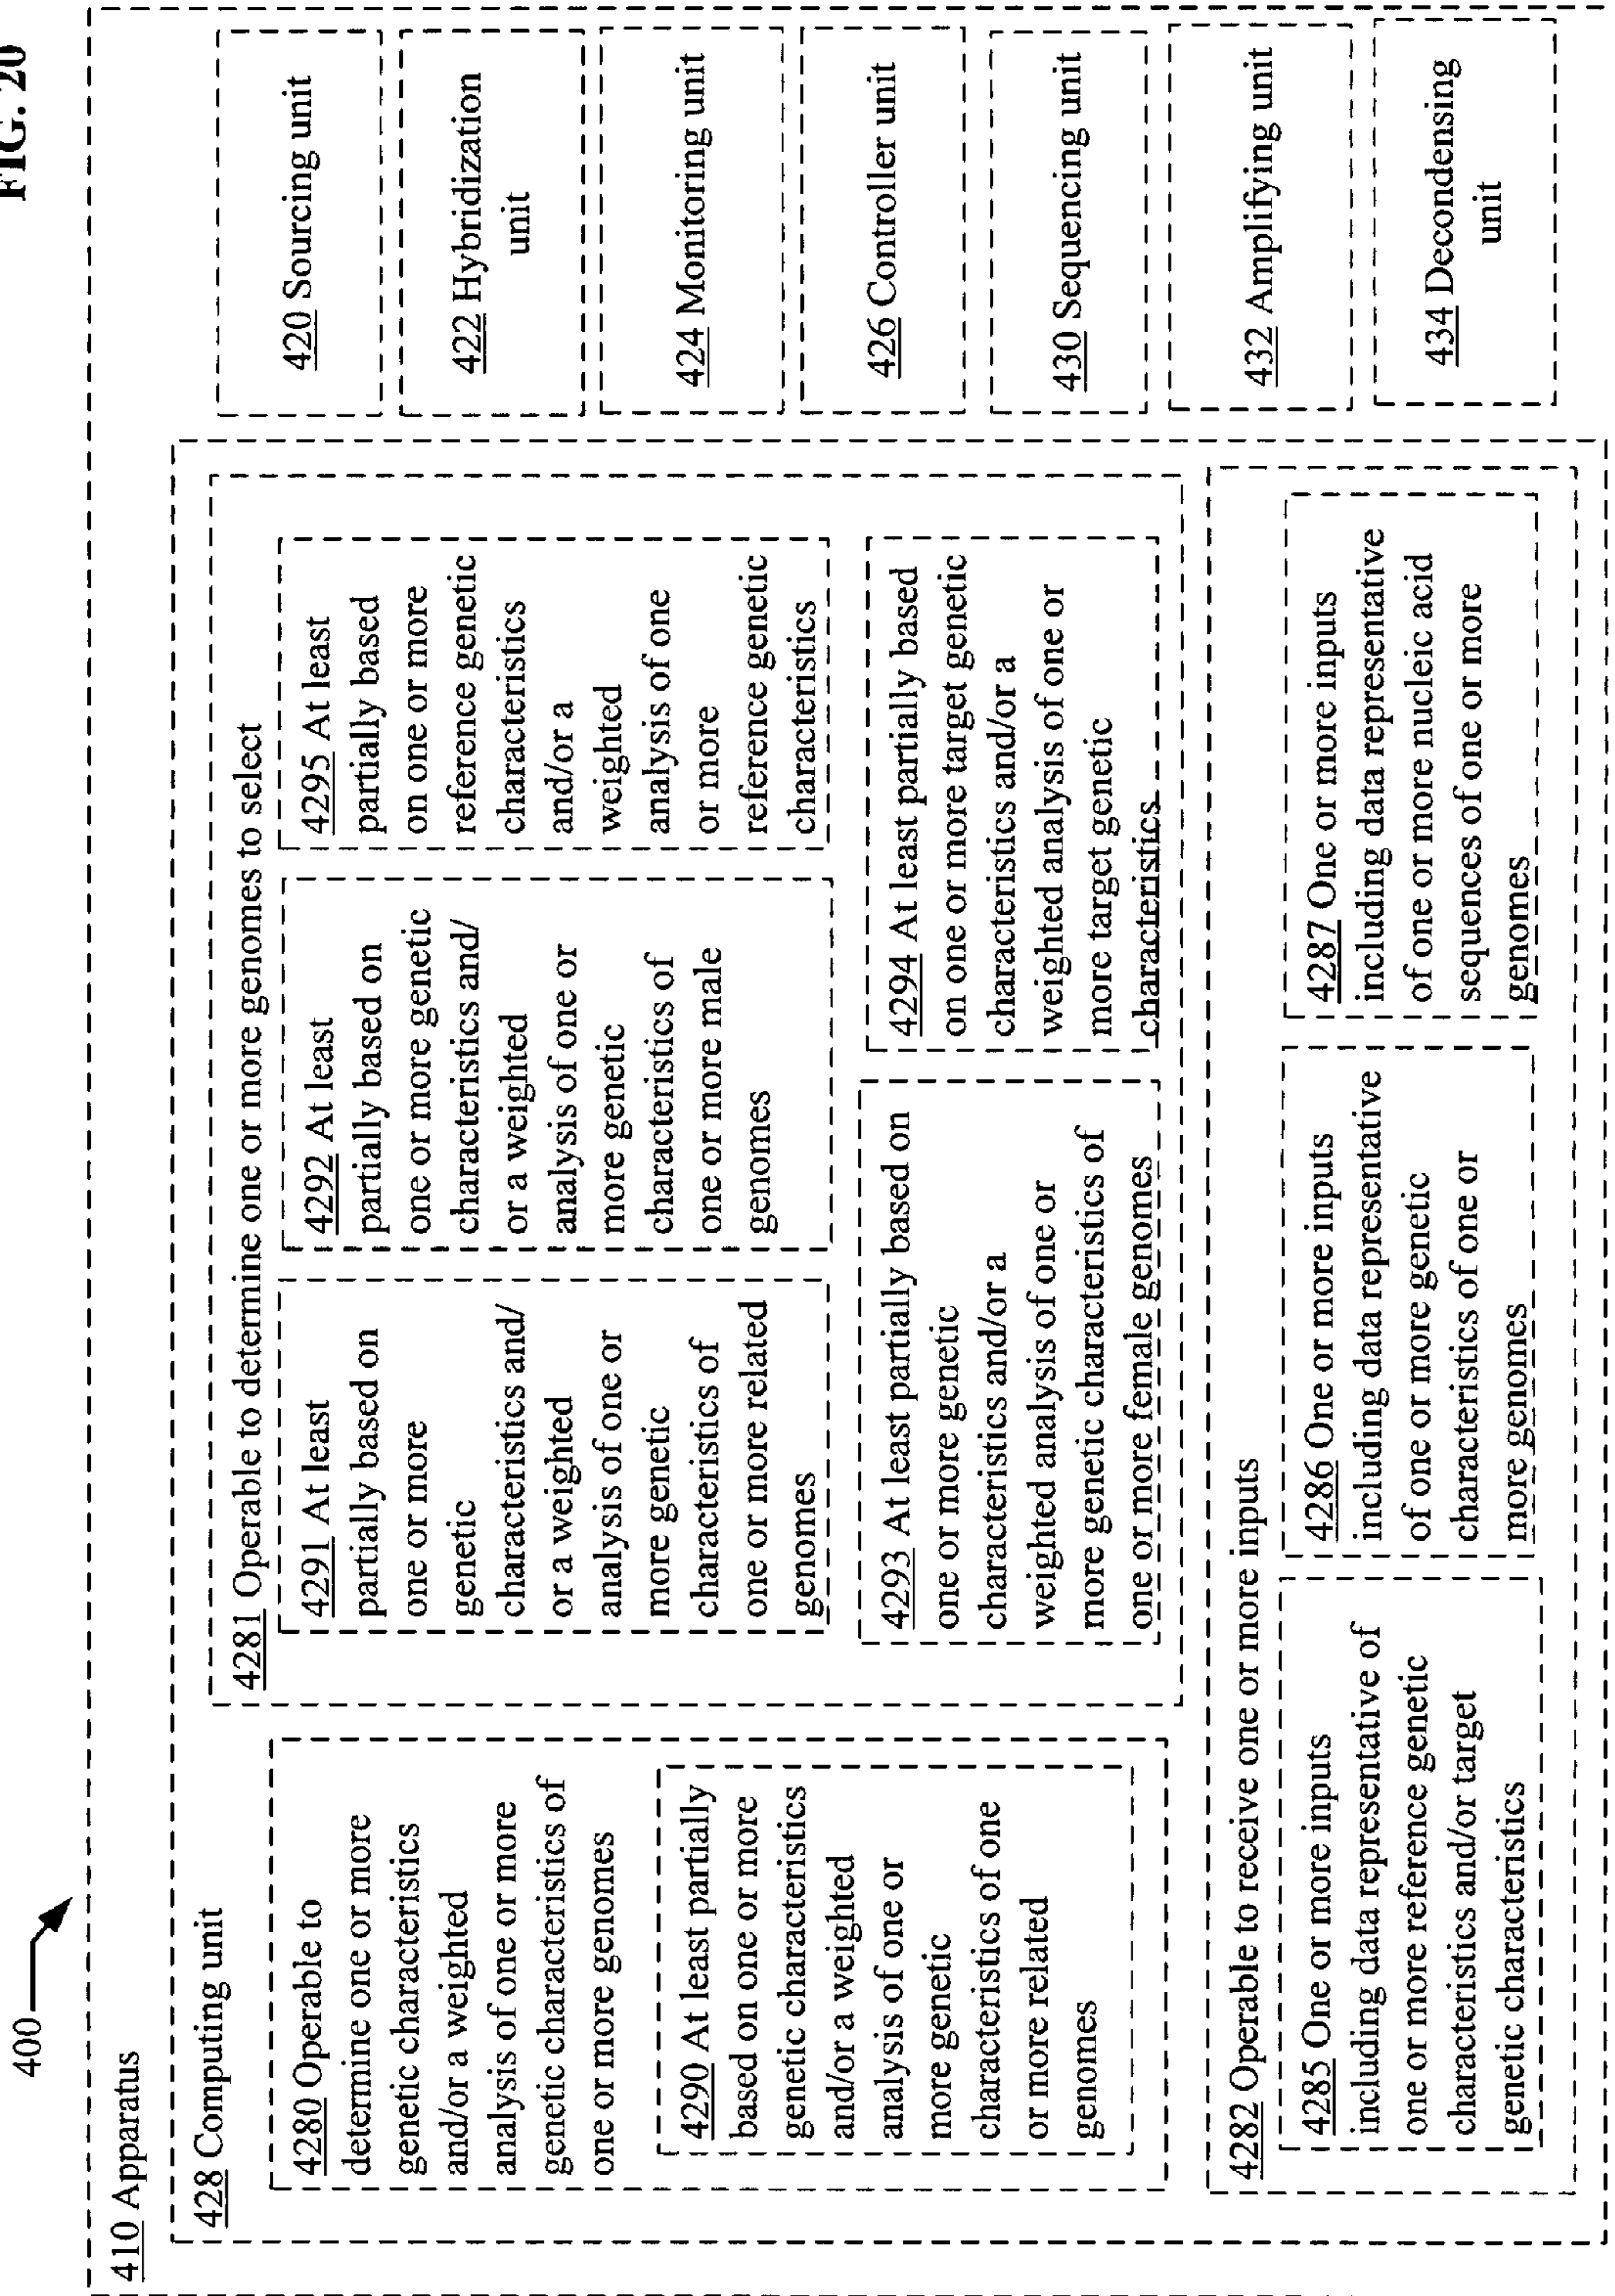 FIG. 20
400
410 Apparatus
428 Computing unit
4280 Operable to
determine one or more
genetic characteristics
and/or a weighted
analysis of one or more
genetic characteristics of
one or more genomes
4290 At least partially
based on one or more
genetic characteristics
and/or a weighted
analysis of one or
more genetic
characteristics of one
or more related
genomes
4281 Operable to determine one or more genomes to select
4291 At least
partially based on
one or more
genetic
characteristics and/
or a weighted
analysis of one or
more genetic
characteristics of
one or more related
genomes
4292 At least
partially based on
one or more genetic
characteristics and/
or a weighted
analysis of one or
more genetic
characteristics of
one or more male
genomes
4295 At least
partially based
on one or more
reference genetic
characteristics
and/or a
weighted
analysis of one
or more
reference genetic
characteristics
4293 At least partially based on
one or more genetic
characteristics and/or a
weighted analysis of one or
more genetic characteristics of
one or more female genomes
4294 At least partially based
on one or more target genetic
characteristics and/or a
weighted analysis of one or
more target genetic
characteristics
4282 Operable to receive one or more inputs
4285 One or more inputs
including data representative of
one or more reference genetic
characteristics and/or target
genetic characteristics
4286 One or more inputs
including data representative
of one or more genetic
characteristics of one or
more genomes
4287 One or more inputs
including data representative
of one or more nucleic acid
sequences of one or more
genomes
420 Sourcing unit
422 Hybridization
unit
424 Monitoring unit
426 Controller unit
430 Sequencing unit
432 Amplifying unit
434 Decondensing
unit